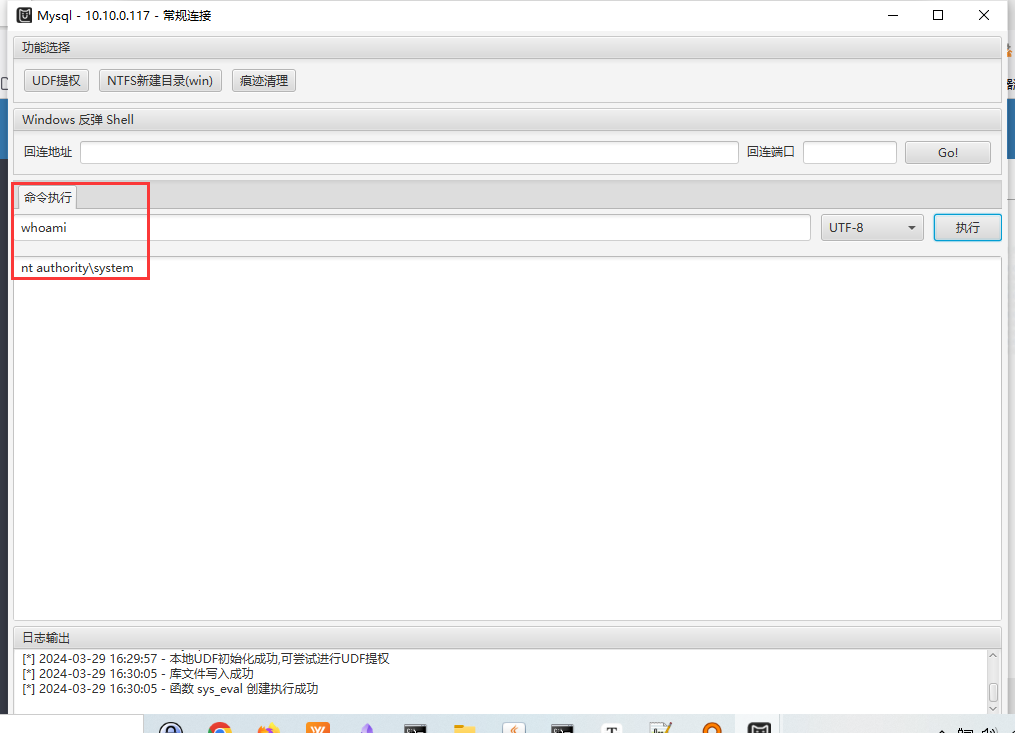 Mysql - 10.10.0.117 - 常规连接
功能选择
UDF提权 NTFS新建目录(win) 痕迹清理
Windows 反弹 Shell
回连地址 回连端口 Go!
命令执行
whoami UTF-8 执行
nt authority\system
日志输出
[*] 2024-03-29 16:29:57 - 本地UDF初始化成功,可尝试进行UDF提权
[*] 2024-03-29 16:30:05 - 库文件写入成功
[*] 2024-03-29 16:30:05 - 函数 sys_eval 创建执行成功